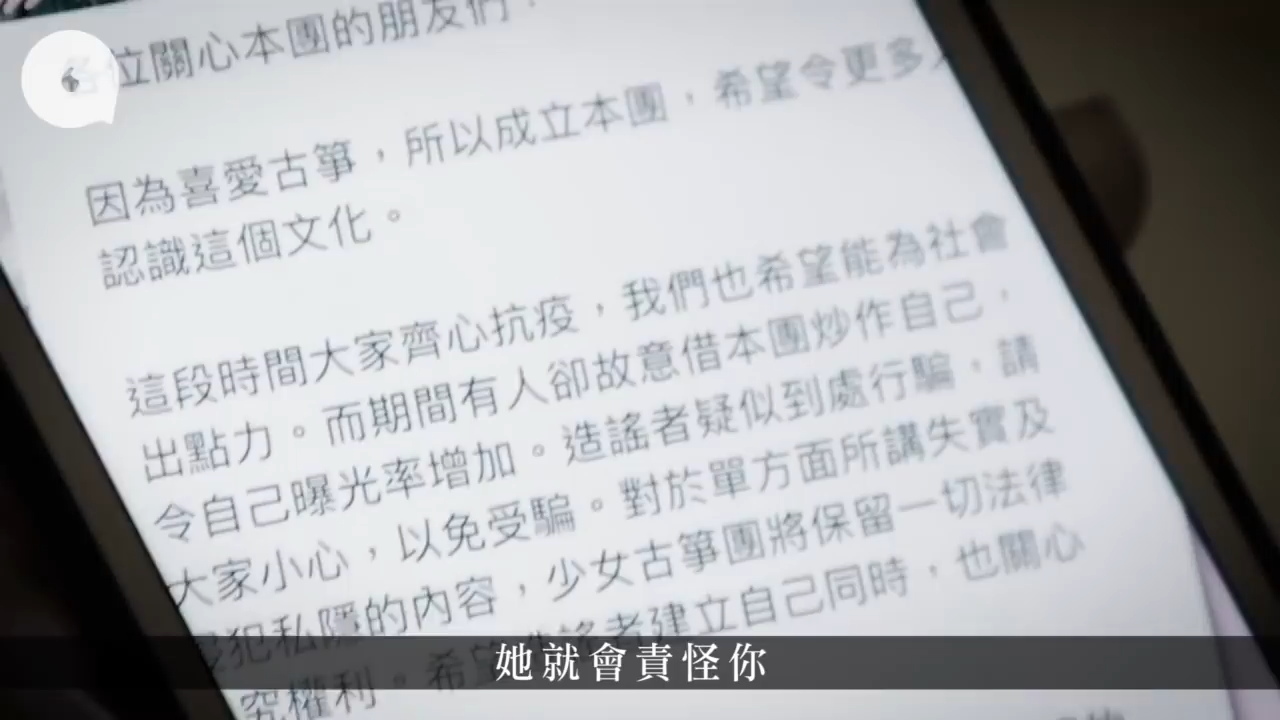 各位關心本團的朋友們：
因為喜愛古箏，所以成立本團，希望令更多
認識這個文化。
這段時間大家齊心抗疫，我們也希望能為社會
出點力。而期間有人卻故意借本團炒作自己，
令自己曝光率增加。造謠者疑似到處行騙，請
大家小心，以免受騙。對於單方面所講失實及
侵犯私隱的內容，少女古箏團將保留一切法律
究權利。希望造謠者建立自己同時，也關心
她就會責怪你